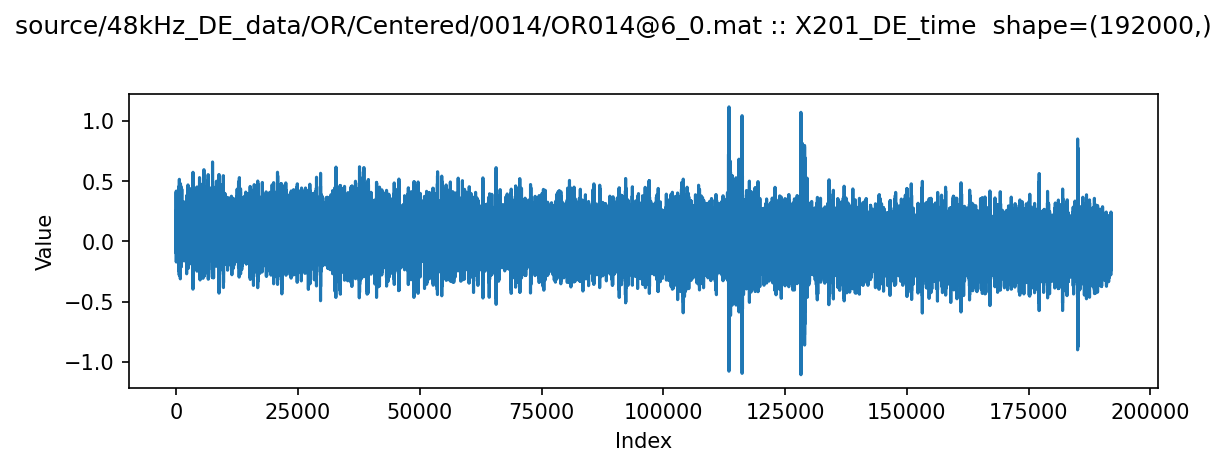 source/48kHz_DE_data/OR/Centered/0014/OR014@6_0.mat :: X201_DE_time  shape=(192000,)
1.0
0.5
0.0
−0.5
−1.0
Value
0 25000 50000 75000 100000 125000 150000 175000 200000
Index